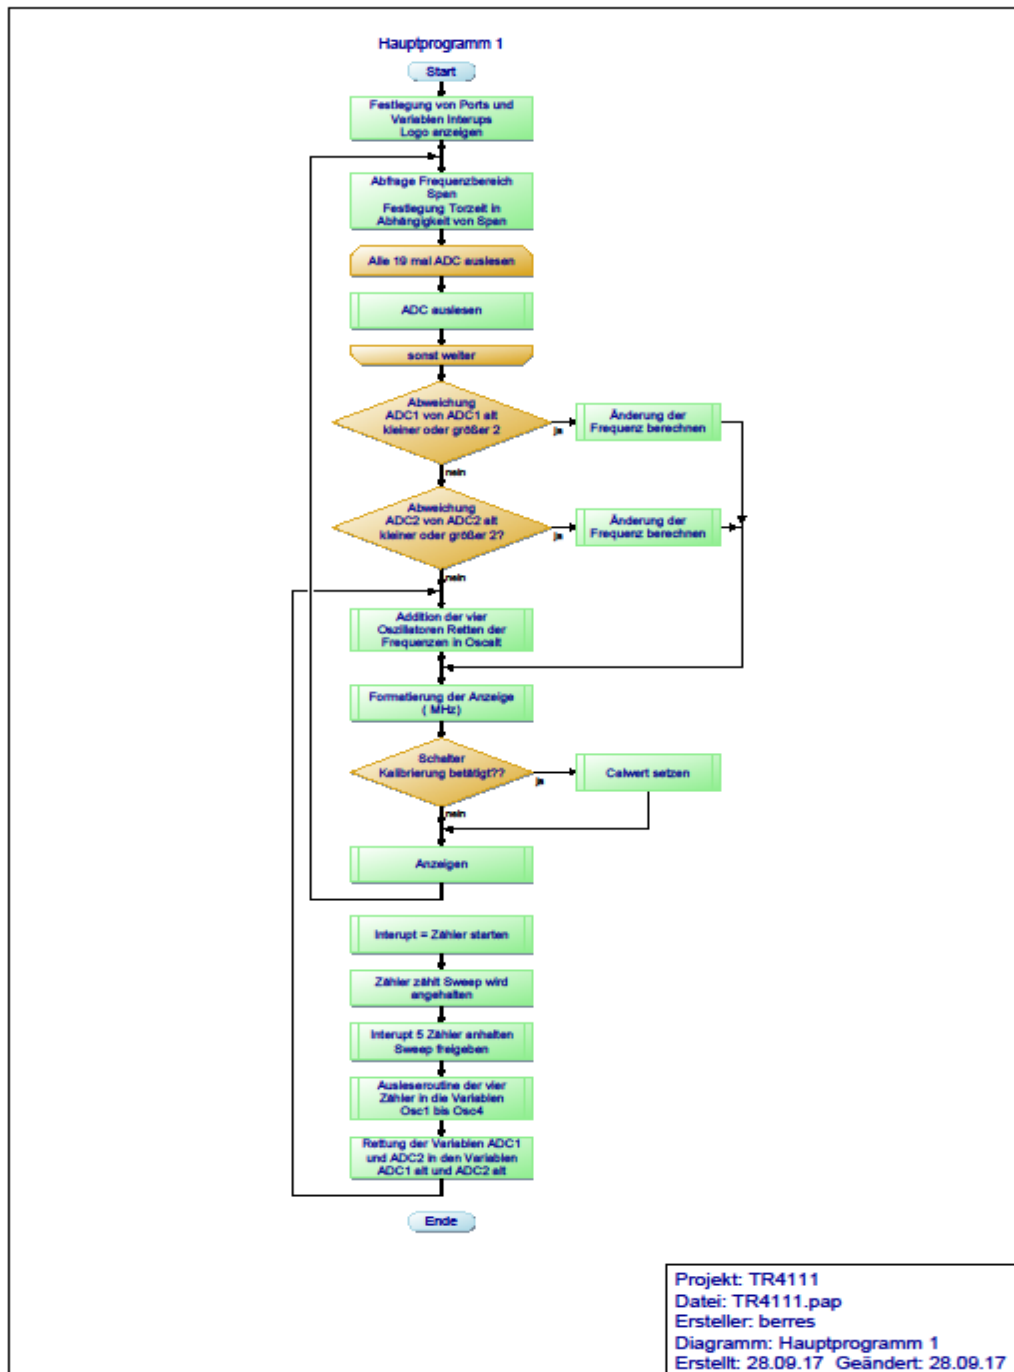 Hauptprogramm 1
Start
Festlegung von Ports und
Variablen Interups
Logo anzeigen
Abfrage Frequenzbereich
Span
Festlegung Torzeit in
Abhängigkeit von Span
Alle 19 mal ADC auslesen
ADC auslesen
sonst weiter
Abweichung
ADC1 von ADC1 alt
kleiner oder größer 2
ja
Änderung der
Frequenz berechnen
nein
Abweichung
ADC2 von ADC2 alt
kleiner oder größer 2?
ja
Änderung der
Frequenz berechnen
nein
Addition der vier
Oszillatoren Retten der
Frequenzen in Oscalt
Formatierung der Anzeige
( MHz)
Schalter
Kalibrierung betätigt??
ja
Calwert setzen
nein
Anzeigen
Interupt = Zähler starten
Zähler zählt Sweep wird
angehalten
Interupt 5 Zähler anhalten
Sweep freigeben
Ausleseroutine der vier
Zähler in die Variablen
Osc1 bis Osc4
Rettung der Variablen ADC1
und ADC2 in den Variablen
ADC1 alt und ADC2 alt
Ende
Projekt: TR4111
Datei: TR4111.pap
Ersteller: berres
Diagramm: Hauptprogramm 1
Erstellt: 28.09.17 Geändert: 28.09.17